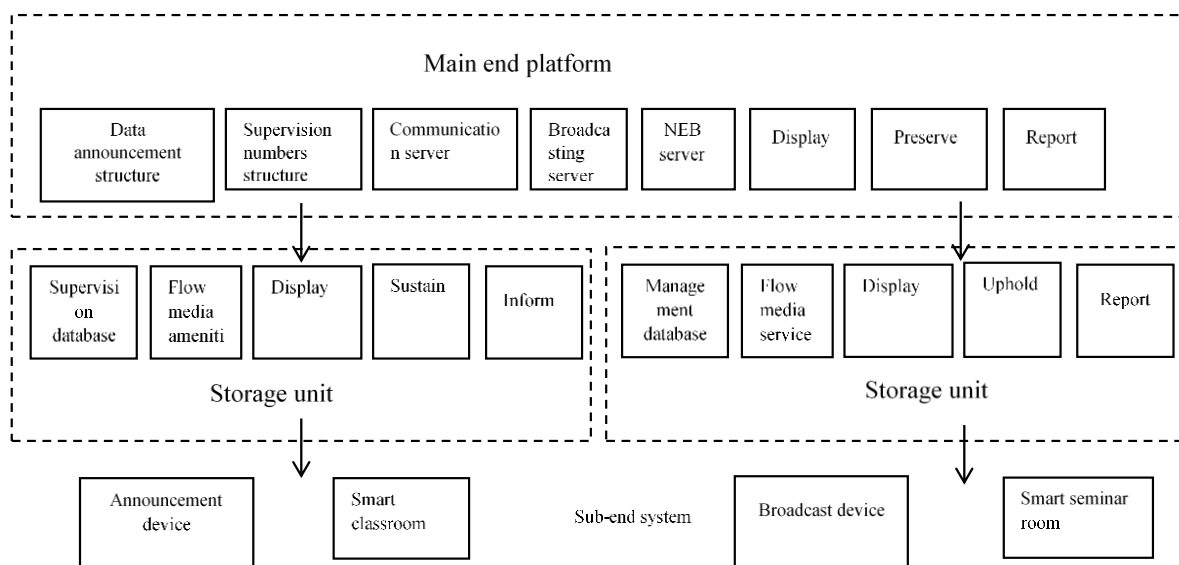 Main end platform
Data
announcement
structure
Supervision
numbers
structure
Communicatio
n server
Broadca
sting
server
NEB
server
Display
Preserve
Report
Supervisi
on
database
Flow
media
ameniti
Display
Sustain
Inform
Storage unit
Manage
ment
database
Flow
media
service
Display
Uphold
Report
Storage unit
Announcement
device
Smart
classroom
Sub-end system
Broadcast device
Smart seminar
room